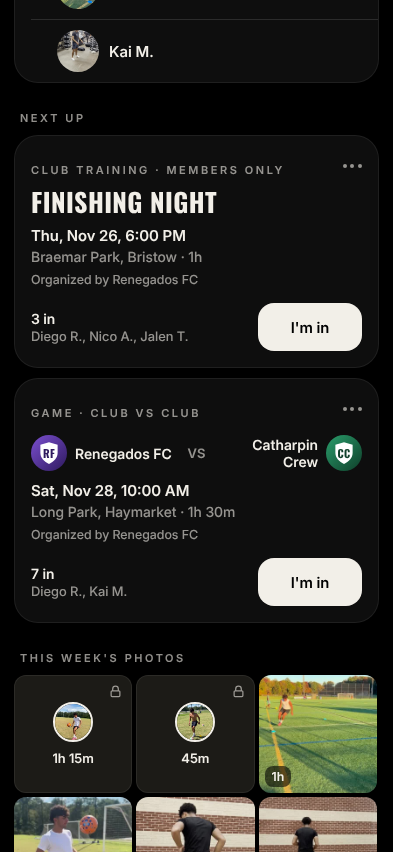 Kai M.
NEXT UP
CLUB TRAINING · MEMBERS ONLY
FINISHING NIGHT
Thu, Nov 26, 6:00 PM
Braemar Park, Bristow · 1h
Organized by Renegados FC
3 in
Diego R., Nico A., Jalen T.
I'm in
GAME · CLUB VS CLUB
RF
Renegados FC
VS
Catharpin
Crew
CC
Sat, Nov 28, 10:00 AM
Long Park, Haymarket · 1h 30m
Organized by Renegados FC
7 in
Diego R., Kai M.
I'm in
THIS WEEK'S PHOTOS
1h 15m
45m
1h